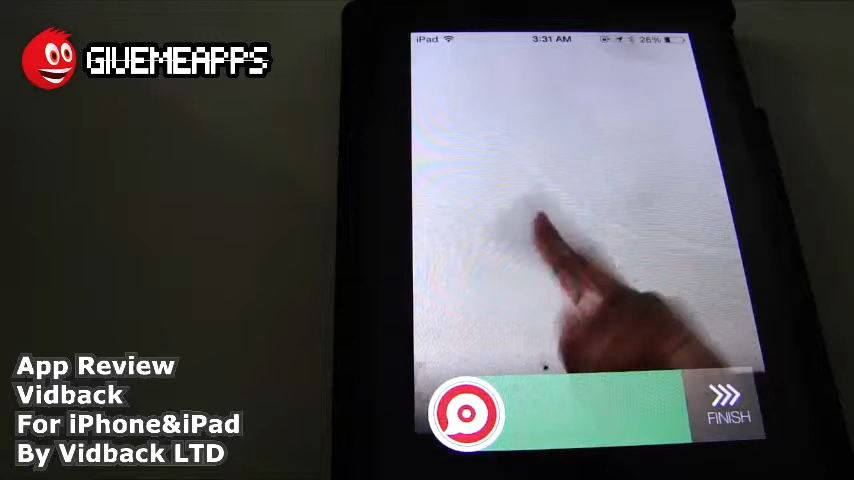 GIVEMEAPPS
iPad 3:31 AM 26%
FINISH
App Review
Vidback
For iPhone&iPad
By Vidback LTD